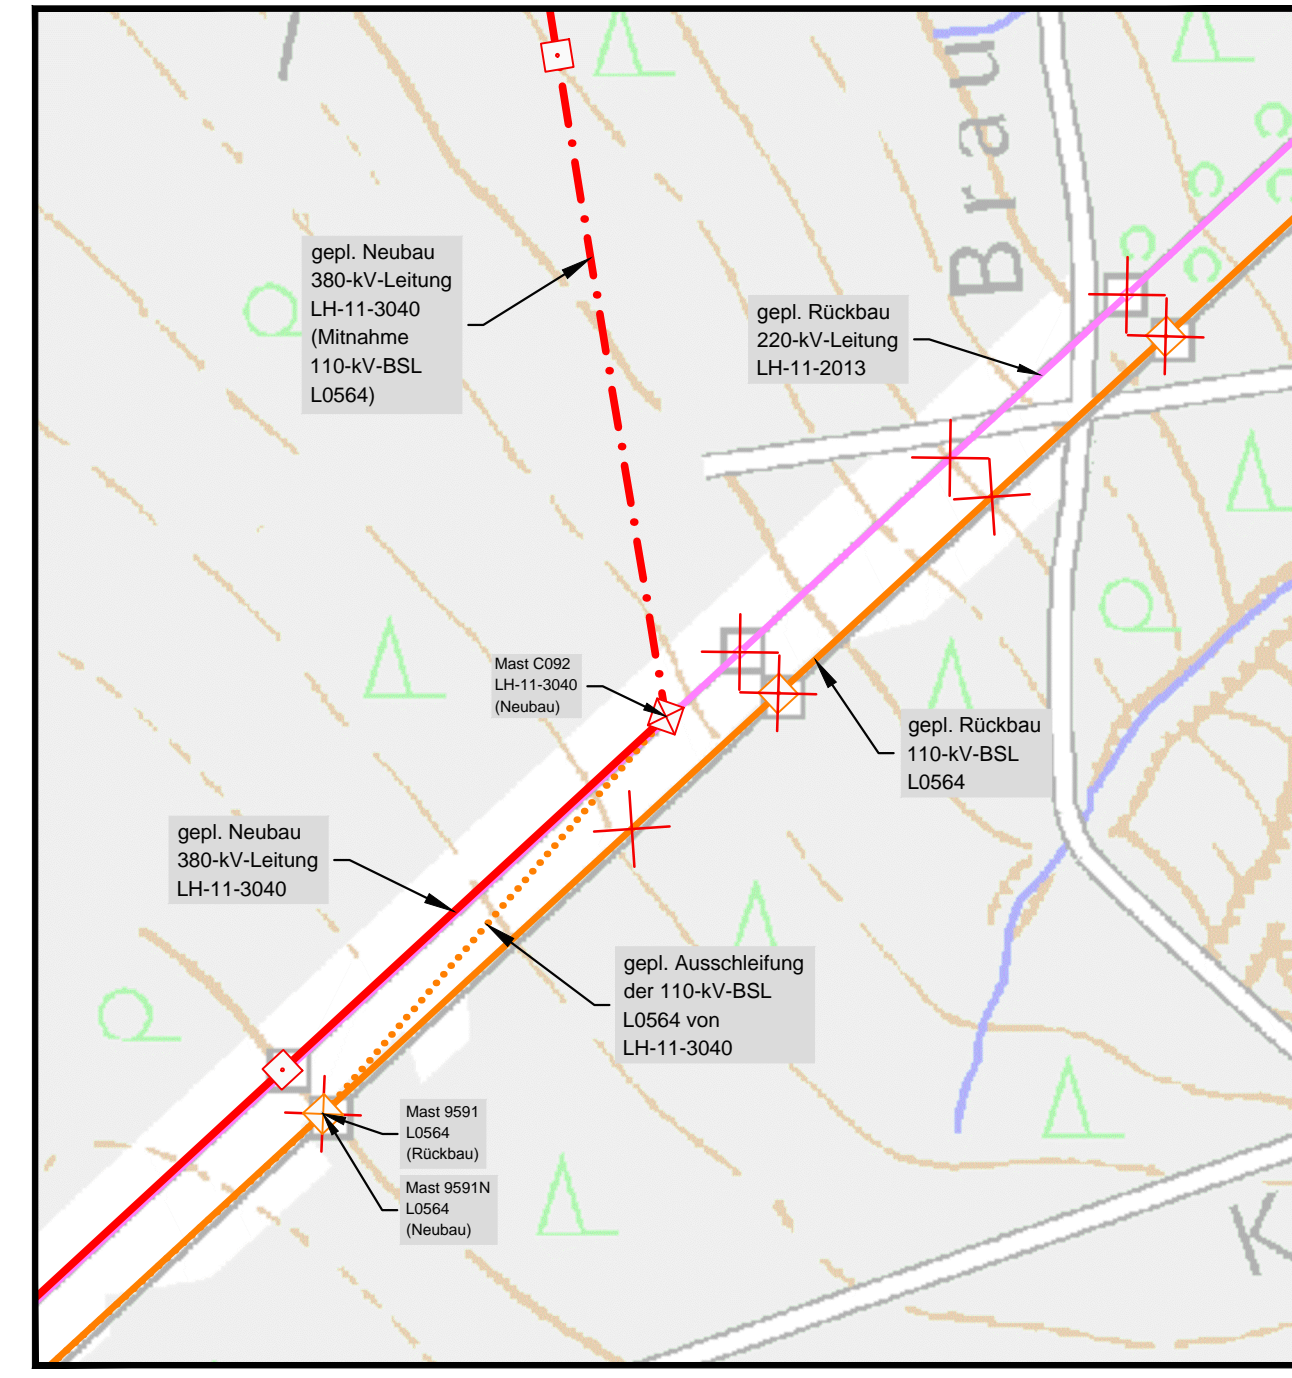 Brau
gepl. Neubau
380-kV-Leitung
LH-11-3040
(Mitnahme
110-kV-BSL
L0564)
gepl. Rückbau
220-kV-Leitung
LH-11-2013
Mast C092
LH-11-3040
(Neubau)
gepl. Rückbau
110-kV-BSL
L0564
gepl. Neubau
380-kV-Leitung
LH-11-3040
gepl. Ausschleifung
der 110-kV-BSL
L0564 von
LH-11-3040
Mast 9591
L0564
(Rückbau)
Mast 9591N
L0564
(Neubau)
K